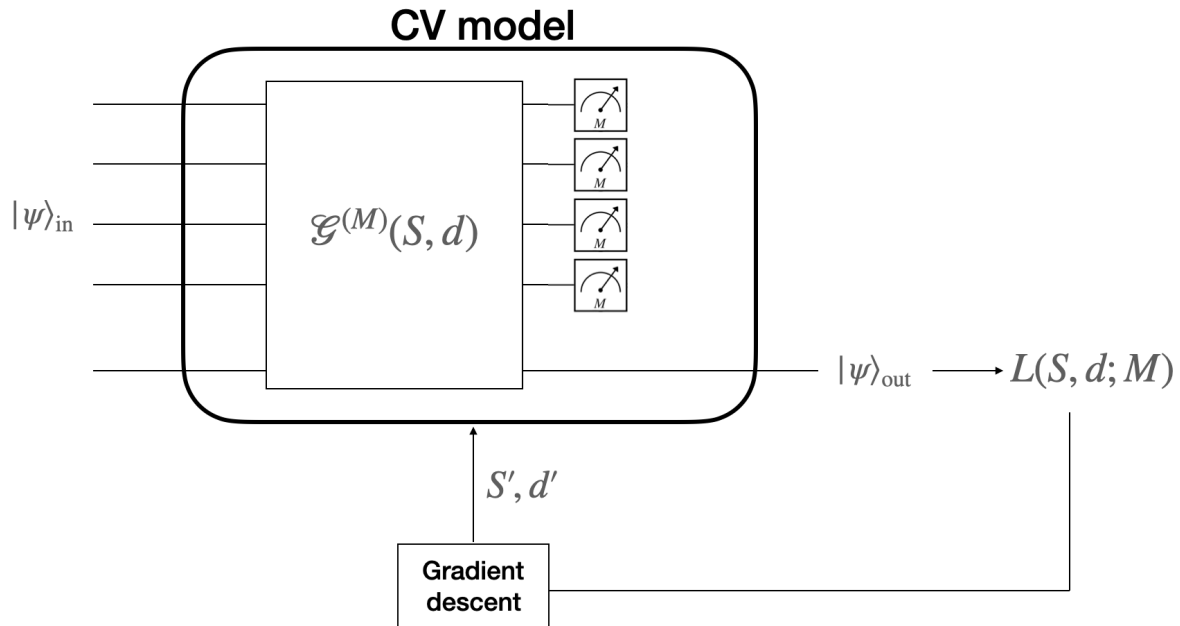 CV model
M
M
|ψ⟩in
𝒢(M)(S, d)
M
M
|ψ⟩out
L(S, d; M)
S′, d′
Gradient
descent